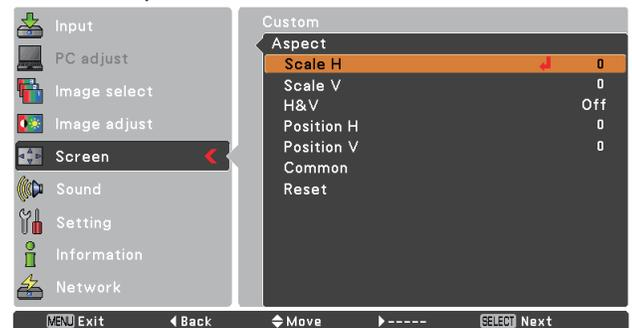 Input
PC adjust
Image select
Image adjust
Screen
Sound
Setting
Information
Network
Custom
Aspect
Scale H 0
Scale V 0
H&V Off
Position H 0
Position V 0
Common
Reset
MENU Exit Back Move ----- SELECT Next